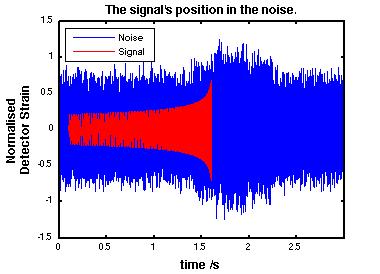 The signal's position in the noise.
1.5
Noise
Signal
1
0.5
0
-0.5
-1
-1.5
Normalised
Detector Strain
0
0.5
1
1.5
2
2.5
time /s